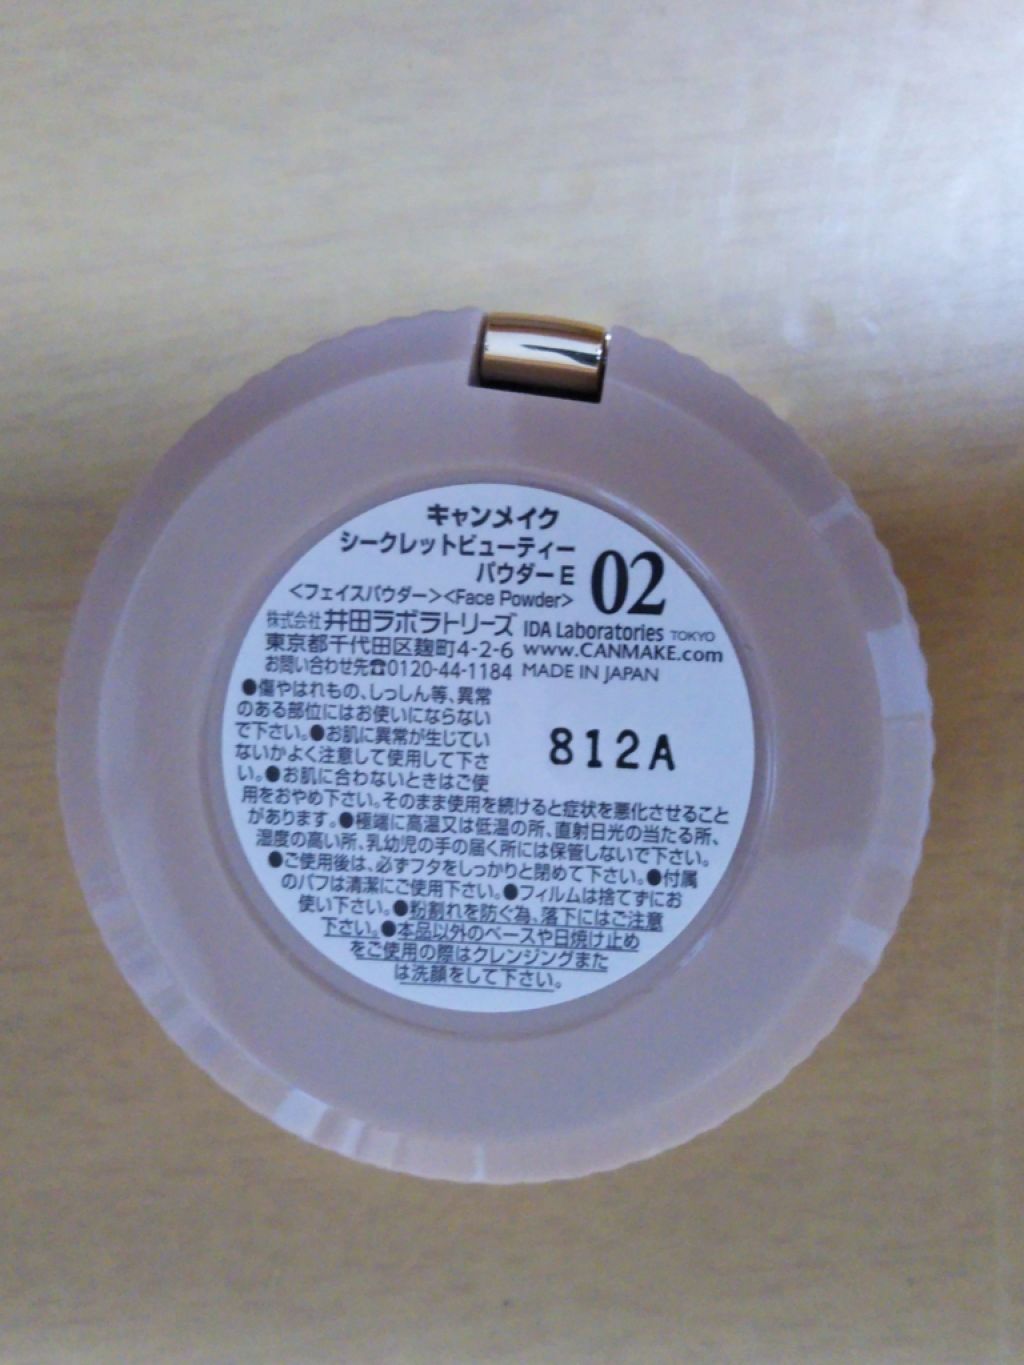 キャンメイク
シークレットビューティー
パウダーE
02
<フェイスパウダー><Face Powder>
株式会社 井田ラボラトリーズ IDA Laboratories TOKYO
東京都千代田区麹町4-2-6 www.CANMAKE.com
お問い合わせ先☎0120-44-1184 MADE IN JAPAN
●傷やはれもの、しっしん等、異常
のある部位にはお使いにならない
で下さい。●お肌に異常が生じてい
ないかよく注意して使用して下さ
い。●お肌に合わないときはご使
812A
用をおやめ下さい。そのまま使用を続けると症状を悪化させること
があります。●極端に高温又は低温の所、直射日光の当たる所、
湿度の高い所、乳幼児の手の届く所には保管しないで下さい。
●ご使用後は、必ずフタをしっかりと閉めて下さい。●付属
のパフは清潔にご使用下さい。●フィルムは捨てずにお
使い下さい。●粉割れを防ぐ為、落下にはご注意
下さい。●本品以外のベースや日焼け止め
をご使用の際はクレンジングまた
は洗顔をして下さい。